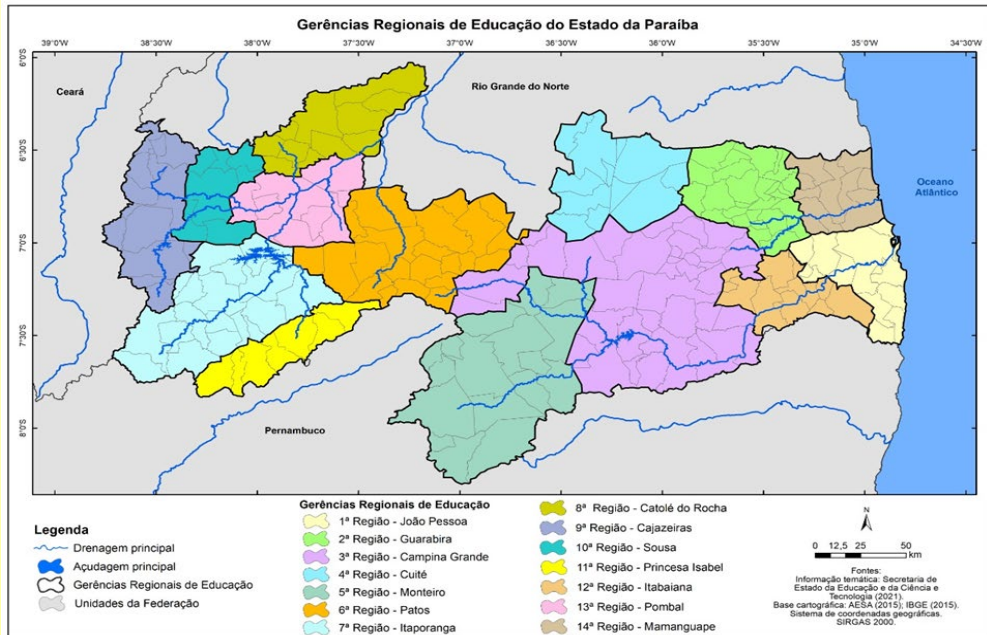 Gerências Regionais de Educação do Estado da Paraíba
39°0'W 38°30'W 38°0'W 37°30'W 37°0'W 36°30'W 36°0'W 35°30'W 35°0'W 34°30'W
6°0'S
6°30'S
7°0'S
7°30'S
8°0'S
Ceará
Rio Grande do Norte
Oceano
Atlântico
Pernambuco
Legenda
Drenagem principal
Açudagem principal
Gerências Regionais de Educação
Unidades da Federação
Gerências Regionais de Educação
1ª Região - João Pessoa
2ª Região - Guarabira
3ª Região - Campina Grande
4ª Região - Cuité
5ª Região - Monteiro
6ª Região - Patos
7ª Região - Itaporanga
8ª Região - Catolé do Rocha
9ª Região - Cajazeiras
10ª Região - Sousa
11ª Região - Princesa Isabel
12ª Região - Itabaiana
13ª Região - Pombal
14ª Região - Mamanguape
N
0 12,5 25 50
km
Fontes:
Informação temática: Secretaria de
Estado da Educação e da Ciência e
Tecnologia (2021).
Base cartográfica: AESA (2015); IBGE (2015).
Sistema de coordenadas geográficas.
SIRGAS 2000.